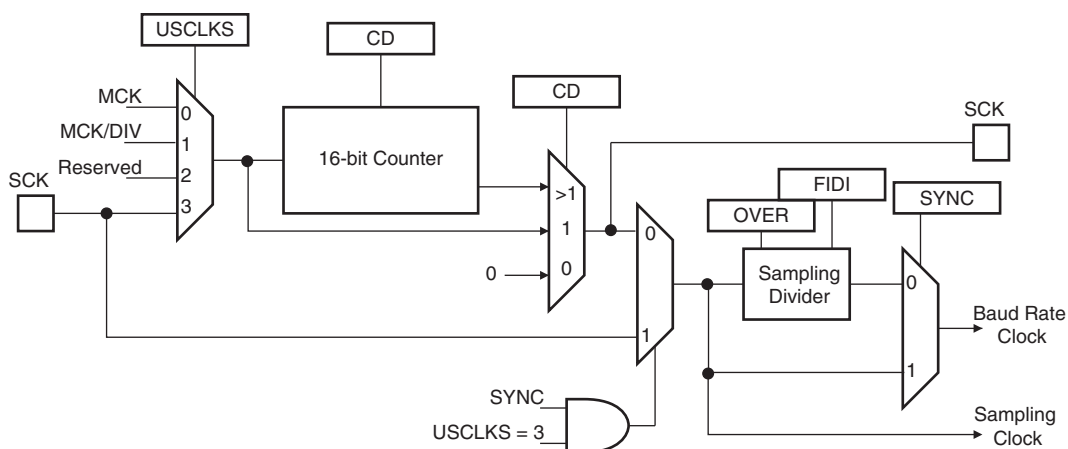 USCLKS
CD
CD
MCK
0
MCK/DIV
1
16-bit Counter
Reserved
2
SCK
3
>1
1
0
0
SCK
FIDI
OVER
SYNC
0
1
Sampling
Divider
0
1
Baud Rate
Clock
SYNC
USCLKS = 3
Sampling
Clock